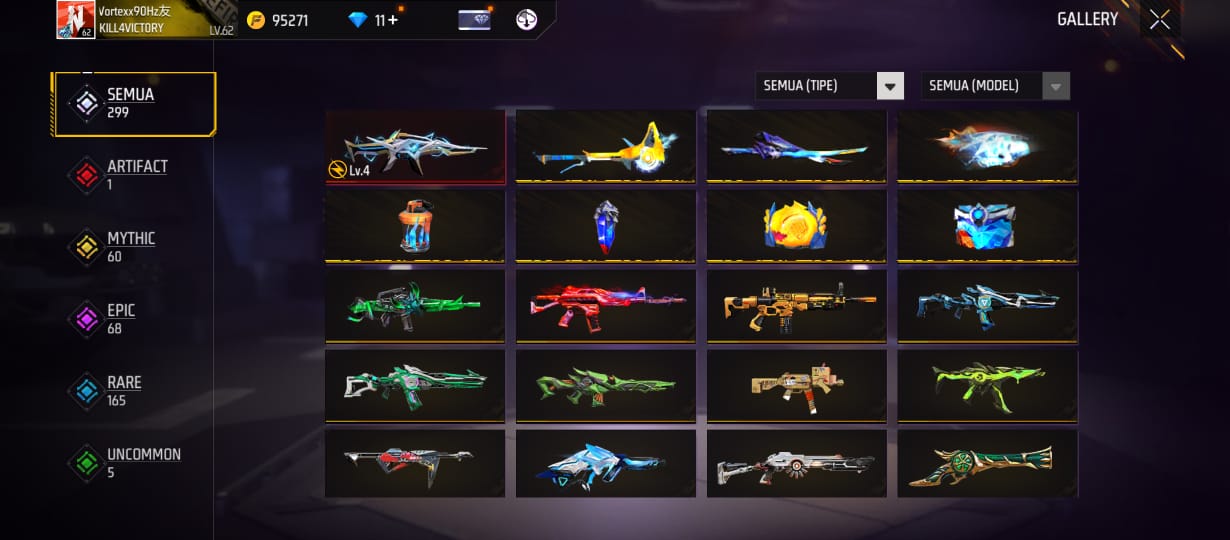 Vortexx90Hz友
KILL4VICTORY
62
LV.62
95271
11+
GALLERY
SEMUA
299
SEMUA (TIPE)
SEMUA (MODEL)
ARTIFACT
1
Lv.4
MYTHIC
60
EPIC
68
RARE
165
UNCOMMON
5